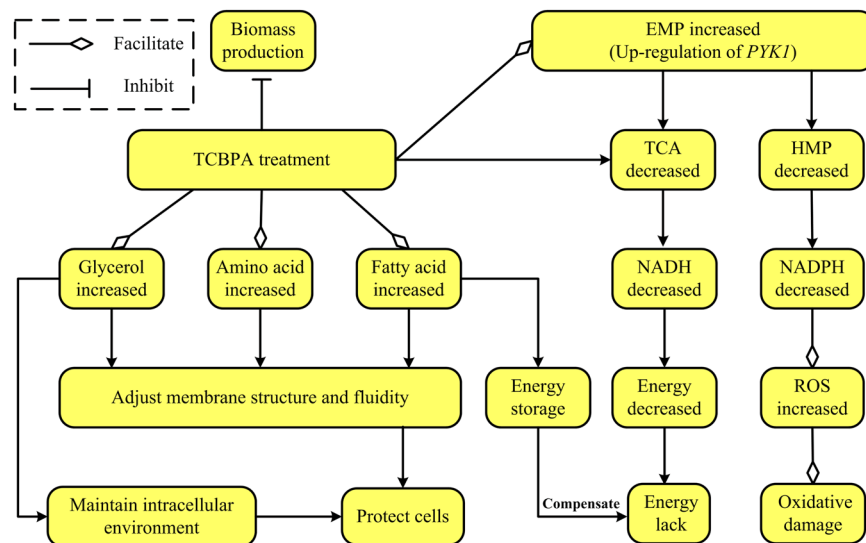 Facilitate
Inhibit
Biomass
production
EMP increased
(Up-regulation of PYK1)
TCBPA treatment
TCA
decreased
HMP
decreased
Glycerol
increased
Amino acid
increased
Fatty acid
increased
NADH
decreased
NADPH
decreased
Adjust membrane structure and fluidity
Energy
storage
Energy
decreased
ROS
increased
Maintain intracellular
environment
Protect cells
Compensate
Energy
lack
Oxidative
damage